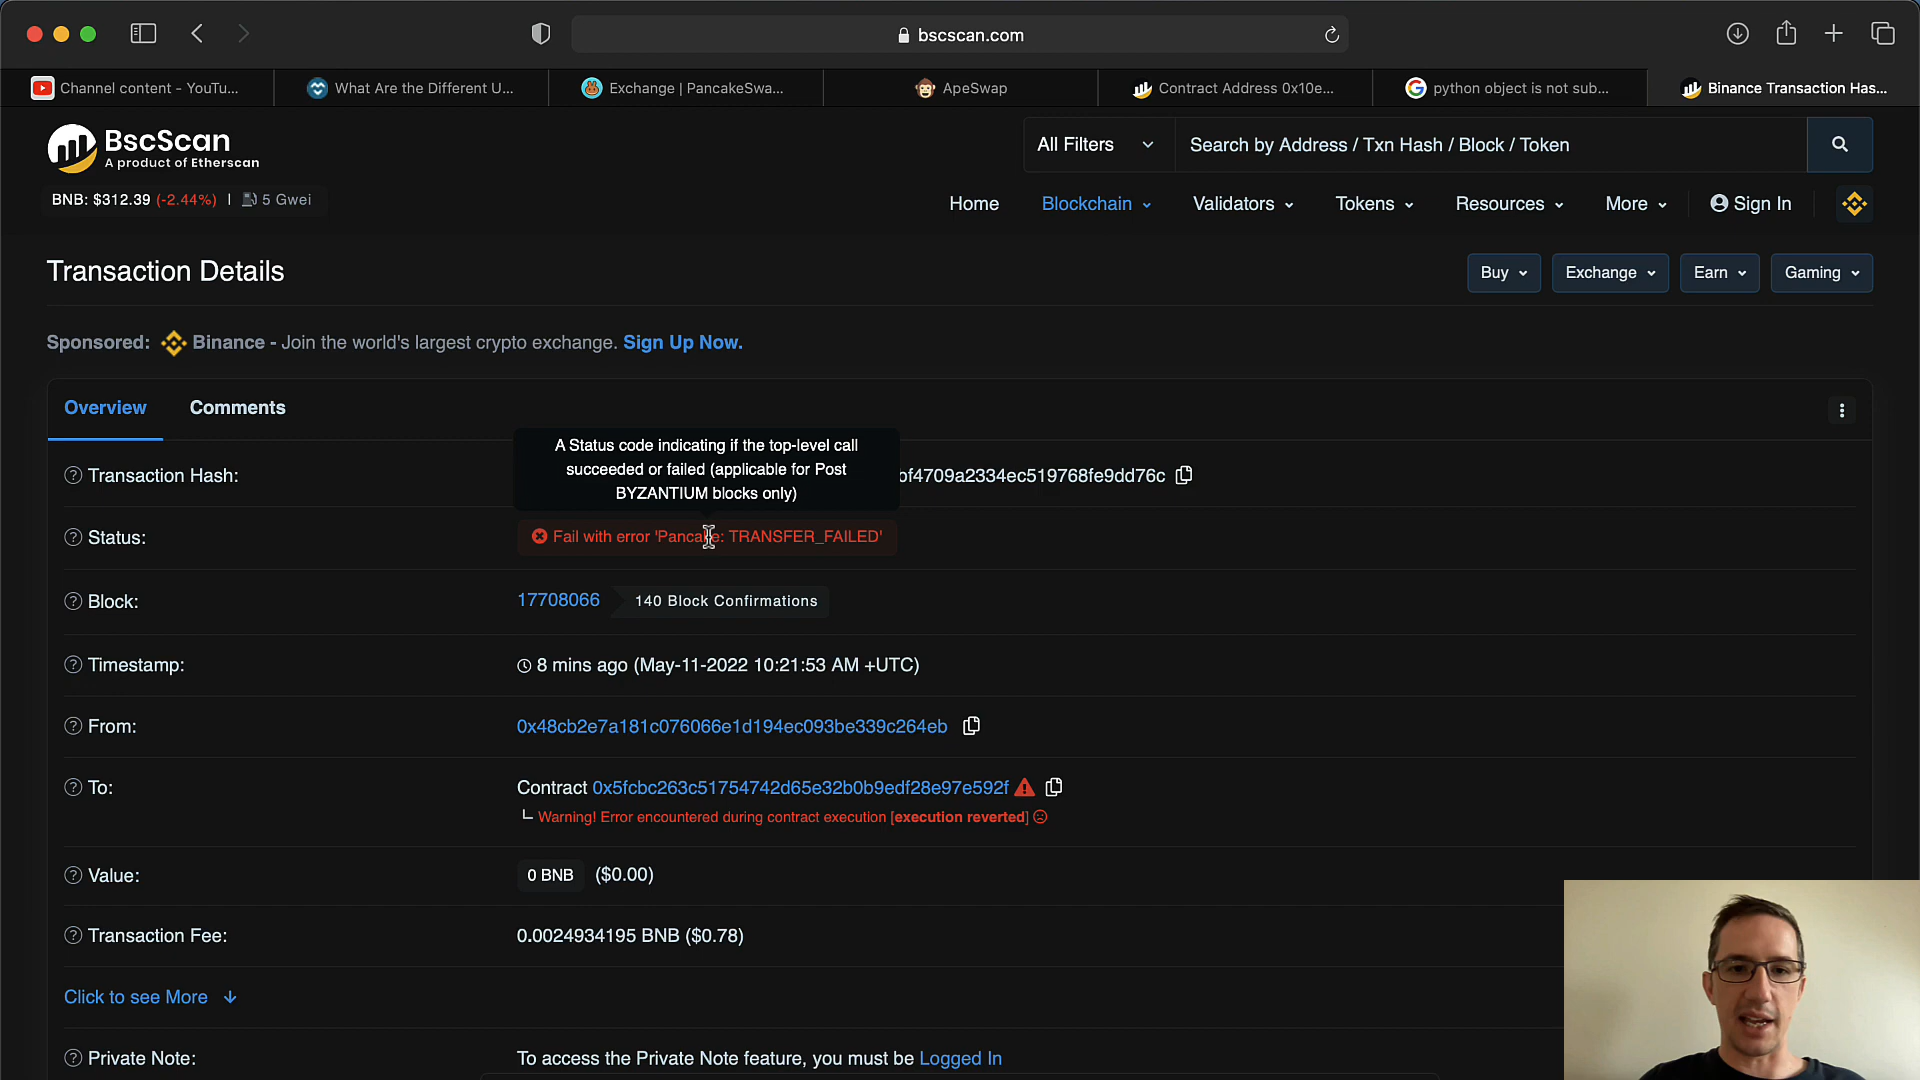 bscscan.com
Channel content - YouTu...
What Are the Different U...
Exchange | PancakeSwa...
ApeSwap
Contract Address 0x10e...
python object is not sub...
Binance Transaction Has...
BscScan
A product of Etherscan
All Filters
Search by Address / Txn Hash / Block / Token
BNB: $312.39 (-2.44%) | 5 Gwei
Home
Blockchain
Validators
Tokens
Resources
More
Sign In
Transaction Details
Buy
Exchange
Earn
Gaming
Sponsored: Binance - Join the world's largest crypto exchange. Sign Up Now.
Overview
Comments
A Status code indicating if the top-level call
succeeded or failed (applicable for Post
BYZANTIUM blocks only)
Transaction Hash:
bf4709a2334ec519768fe9dd76c
Status:
Fail with error 'Pancake: TRANSFER_FAILED'
Block:
17708066
140 Block Confirmations
Timestamp:
8 mins ago (May-11-2022 10:21:53 AM +UTC)
From:
0x48cb2e7a181c076066e1d194ec093be339c264eb
To:
Contract 0x5fcbc263c51754742d65e32b0b9edf28e97e592f
Warning! Error encountered during contract execution [execution reverted]
Value:
0 BNB ($0.00)
Transaction Fee:
0.0024934195 BNB ($0.78)
Click to see More
Private Note:
To access the Private Note feature, you must be Logged In